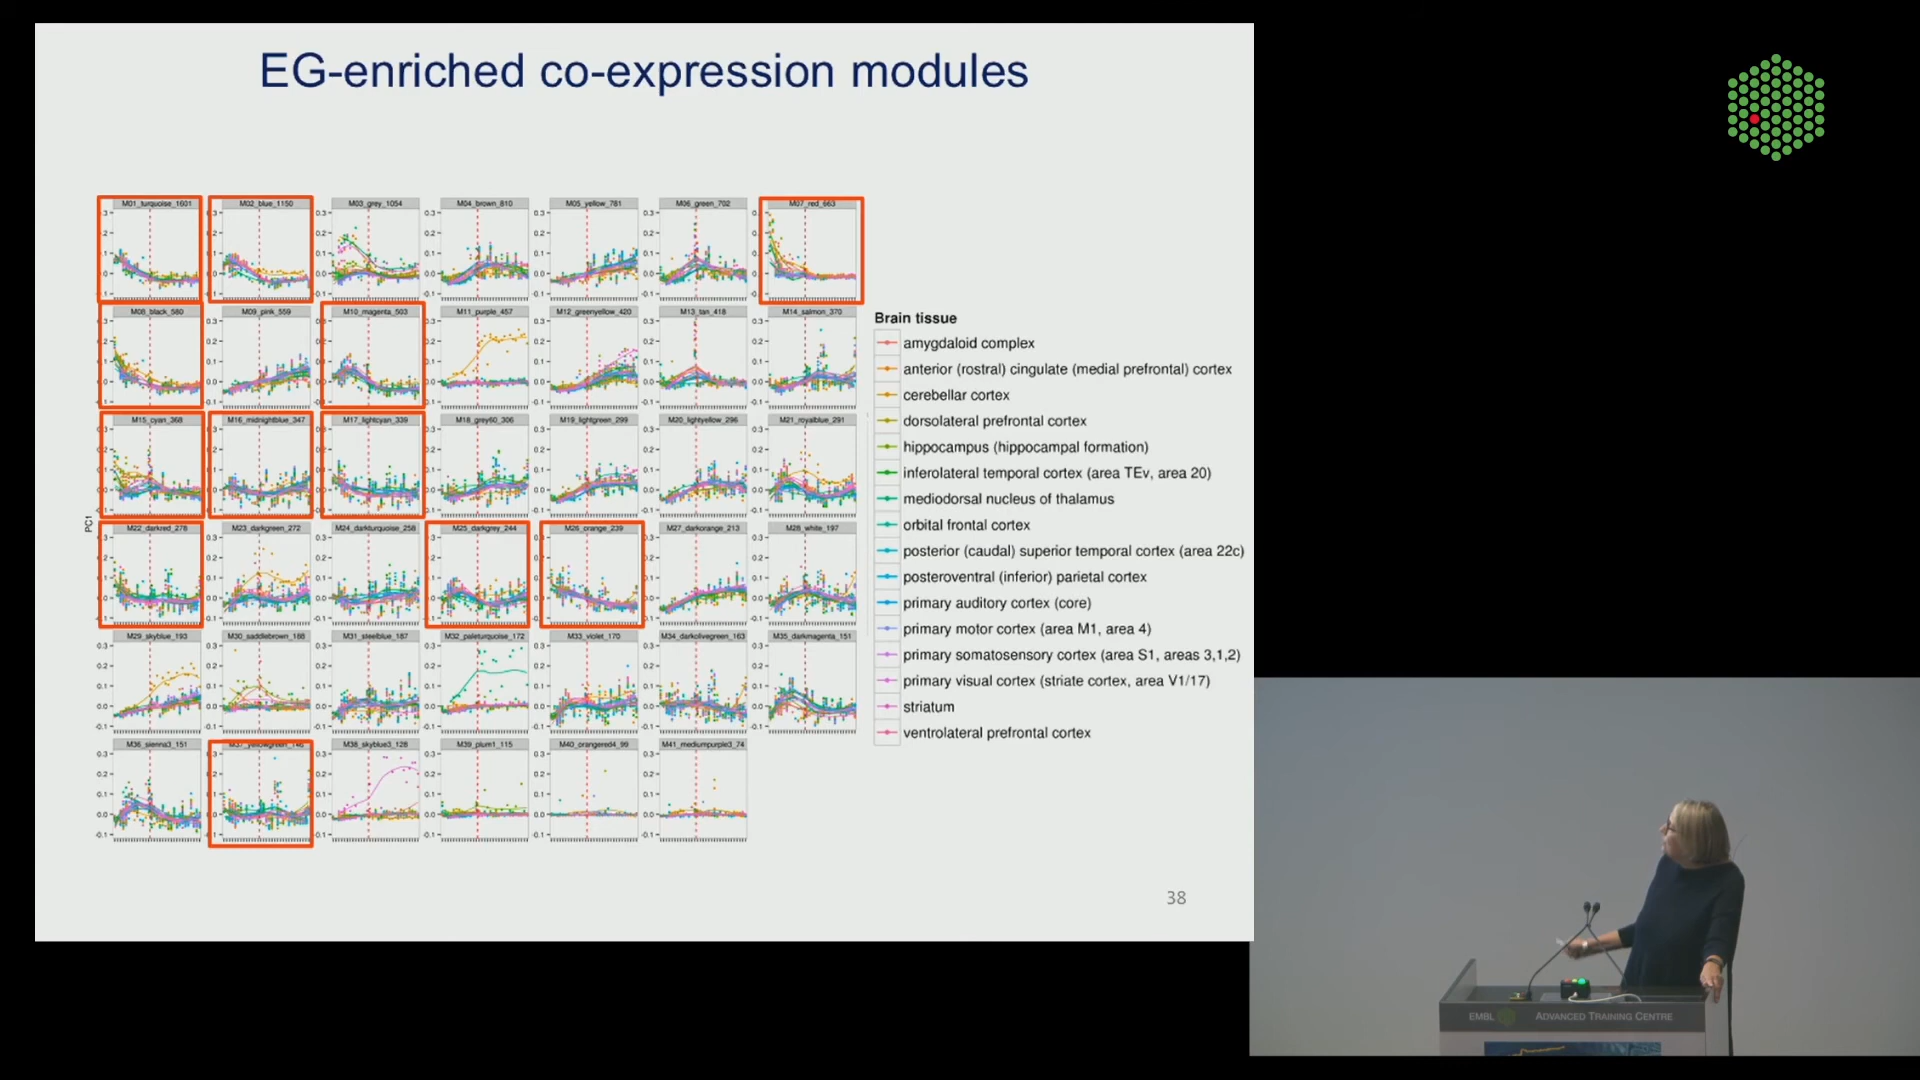 EG-enriched co-expression modules
M01_turquoise_1601
M02_blue_1150
M03_grey_1054
M04_brown_810
M05_yellow_781
M06_green_702
M07_red_663
M08_black_580
M09_pink_559
M10_magenta_503
M11_purple_457
M12_greenyellow_420
M13_tan_418
M14_salmon_370
M15_cyan_368
M16_midnightblue_347
M17_lightcyan_339
M18_grey60_306
M19_lightgreen_299
M20_lightyellow_296
M21_royalblue_291
M22_darkred_278
M23_darkgreen_272
M24_darkturquoise_258
M25_darkgrey_244
M26_orange_239
M27_darkorange_213
M28_white_197
M29_skyblue_193
M30_saddlebrown_188
M31_steelblue_187
M32_paleturquoise_172
M33_violet_170
M34_darkolivegreen_163
M35_darkmagenta_151
M36_sienna3_151
M37_yellowgreen_146
M38_skyblue3_128
M39_plum1_115
M40_orangered4_99
M41_mediumpurple3_74
PC1
Brain tissue
amygdaloid complex
anterior (rostral) cingulate (medial prefrontal) cortex
cerebellar cortex
dorsolateral prefrontal cortex
hippocampus (hippocampal formation)
inferolateral temporal cortex (area TEv, area 20)
mediodorsal nucleus of thalamus
orbital frontal cortex
posterior (caudal) superior temporal cortex (area 22c)
posteroventral (inferior) parietal cortex
primary auditory cortex (core)
primary motor cortex (area M1, area 4)
primary somatosensory cortex (area S1, areas 3,1,2)
primary visual cortex (striate cortex, area V1/17)
striatum
ventrolateral prefrontal cortex
38
EMBL ADVANCED TRAINING CENTRE